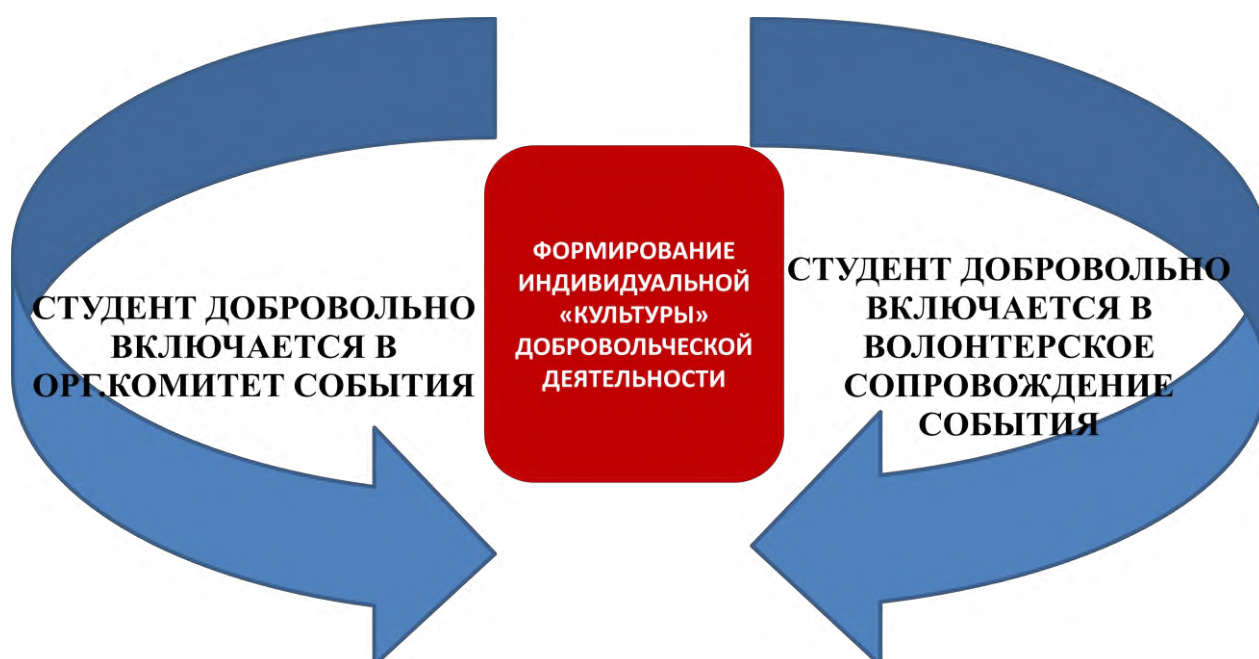 СТУДЕНТ ДОБРОВОЛЬНО
ВКЛЮЧАЕТСЯ В
ОРГ.КОМИТЕТ СОБЫТИЯ
ФОРМИРОВАНИЕ
ИНДИВИДУАЛЬНОЙ
«КУЛЬТУРЫ»
ДОБРОВОЛЬЧЕСКОЙ
ДЕЯТЕЛЬНОСТИ
СТУДЕНТ ДОБРОВОЛЬНО
ВКЛЮЧАЕТСЯ В
ВОЛОНТЕРСКОЕ
СОПРОВОЖДЕНИЕ
СОБЫТИЯ